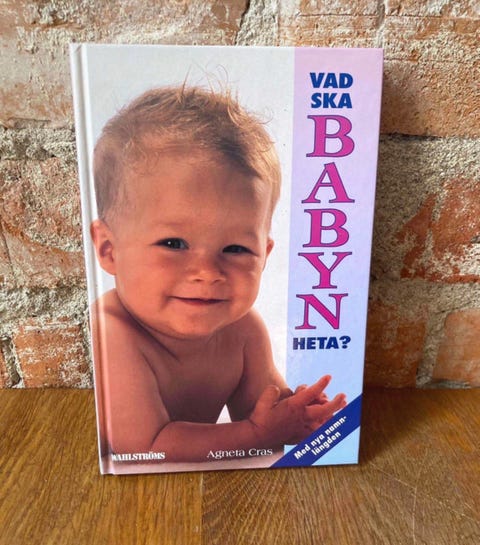 VAD
SKA
BABYN
HETA?
Med nya namn-
längden
Agneta Cras
WAHLSTRÖMS